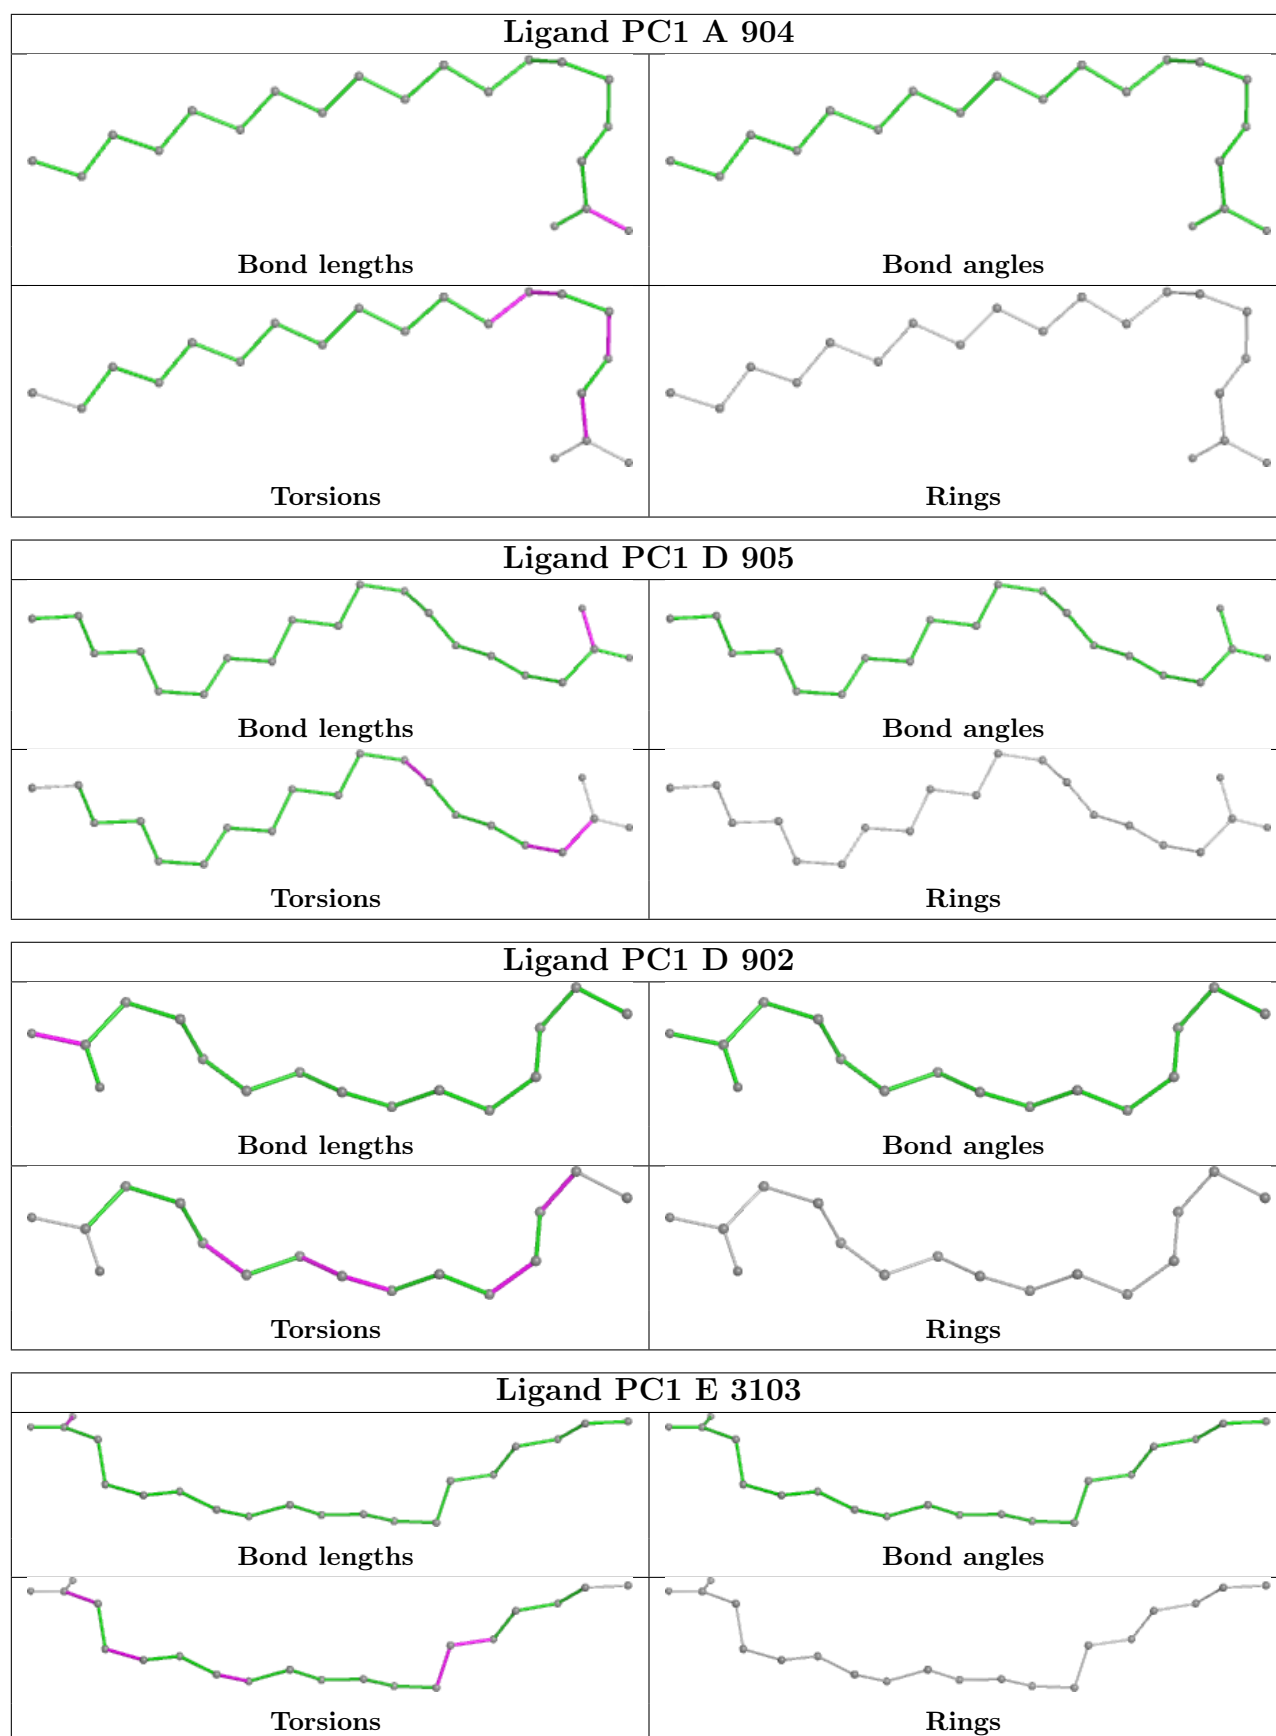 Ligand PC1 A 904
Bond lengths
Bond angles
Torsions
Rings
Ligand PC1 D 905
Bond lengths
Bond angles
Torsions
Rings
Ligand PC1 D 902
Bond lengths
Bond angles
Torsions
Rings
Ligand PC1 E 3103
Bond lengths
Bond angles
Torsions
Rings